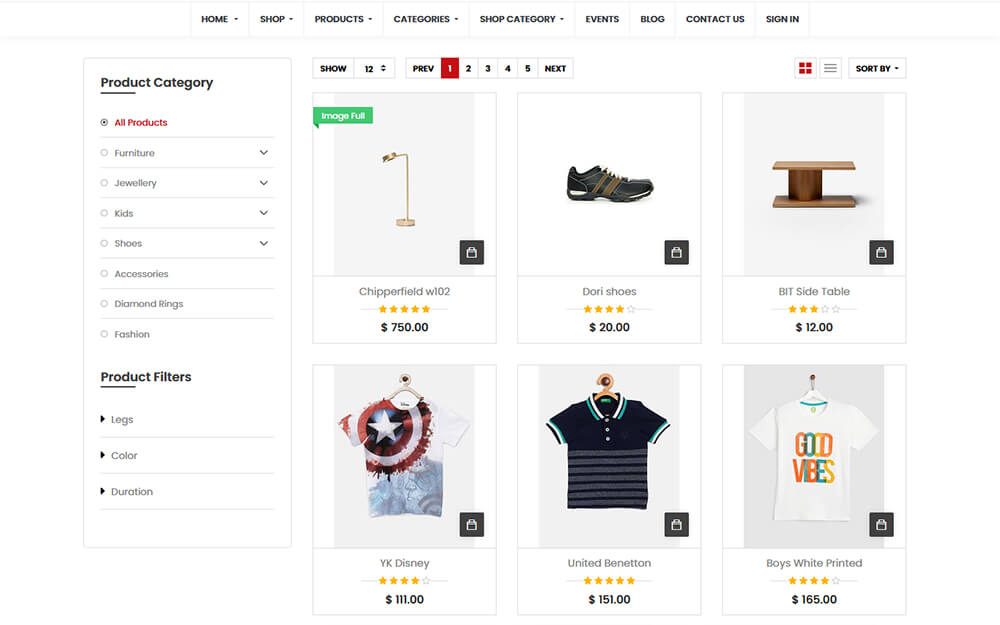 HOME SHOP PRODUCTS CATEGORIES SHOP CATEGORY EVENTS BLOG CONTACT US SIGN IN
Product Category
All Products
Furniture
Jewellery
Kids
Shoes
Accessories
Diamond Rings
Fashion
Product Filters
Legs
Color
Duration
SHOW 12 PREV 1 2 3 4 5 NEXT SORT BY
Image Full
Chipperfield w102
$ 750.00
Dori shoes
$ 20.00
BIT Side Table
$ 12.00
Disney
YK Disney
$ 111.00
United Benetton
$ 151.00
GOOD
VIBES
Boys White Printed
$ 165.00